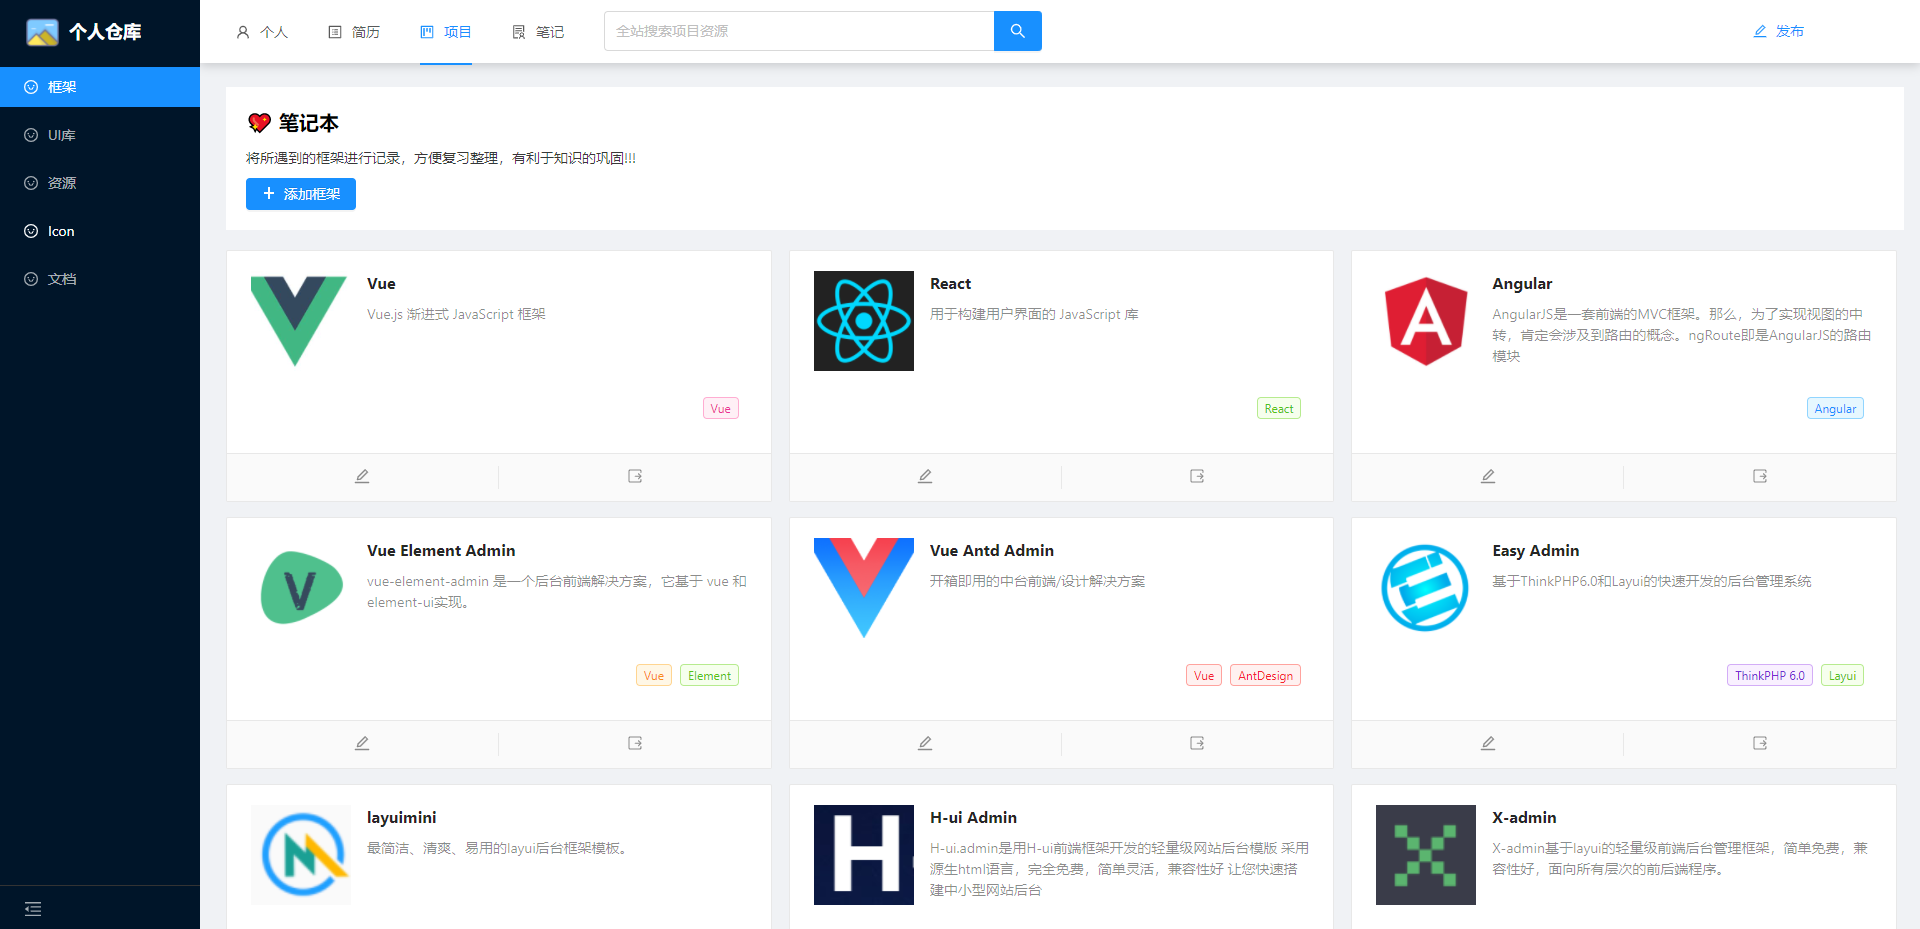 个人仓库
个人
简历
项目
笔记
全站搜索项目资源
发布
框架
UI库
资源
Icon
文档
笔记本
将所遇到的框架进行记录，方便复习整理，有利于知识的巩固!!!
添加框架
Vue
Vue.js 渐进式 JavaScript 框架
Vue
React
用于构建用户界面的 JavaScript 库
React
Angular
AngularJS是一套前端的MVC框架。那么，为了实现视图的中
转，肯定会涉及到路由的概念。ngRoute即是AngularJS的路由
模块
Angular
Vue Element Admin
vue-element-admin 是一个后台前端解决方案，它基于 vue 和
element-ui实现。
Vue
Element
Vue Antd Admin
开箱即用的中台前端/设计解决方案
Vue
AntDesign
Easy Admin
基于ThinkPHP6.0和Layui的快速开发的后台管理系统
ThinkPHP 6.0
Layui
layuimini
最简洁、清爽、易用的layui后台框架模板。
H-ui Admin
H-ui.admin是用H-ui前端框架开发的轻量级网站后台模版 采用
源生html语言，完全免费，简单灵活，兼容性好 让您快速搭
建中小型网站后台
X-admin
X-admin基于layui的轻量级前端后台管理框架，简单免费，兼
容性好，面向所有层次的前后端程序。